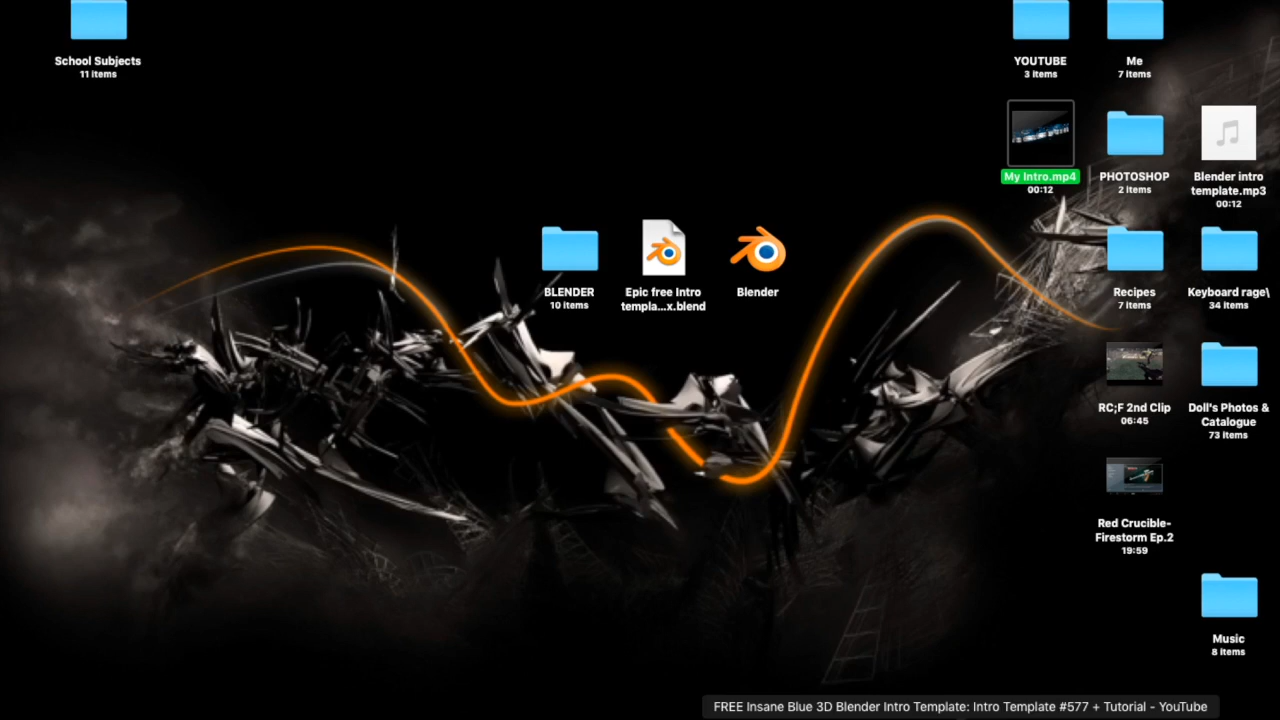 School Subjects
11 items
YOUTUBE
3 items
Me
7 items
My Intro.mp4
00:12
PHOTOSHOP
2 items
Blender intro
template.mp3
00:12
BLENDER
10 items
Epic free Intro
templa...x.blend
Blender
Recipes
7 items
Keyboard rage\
34 items
RC;F 2nd Clip
06:45
Doll's Photos &
Catalogue
73 items
Red Crucible-
Firestorm Ep.2
19:59
Music
8 items
FREE Insane Blue 3D Blender Intro Template: Intro Template #577 + Tutorial - YouTube